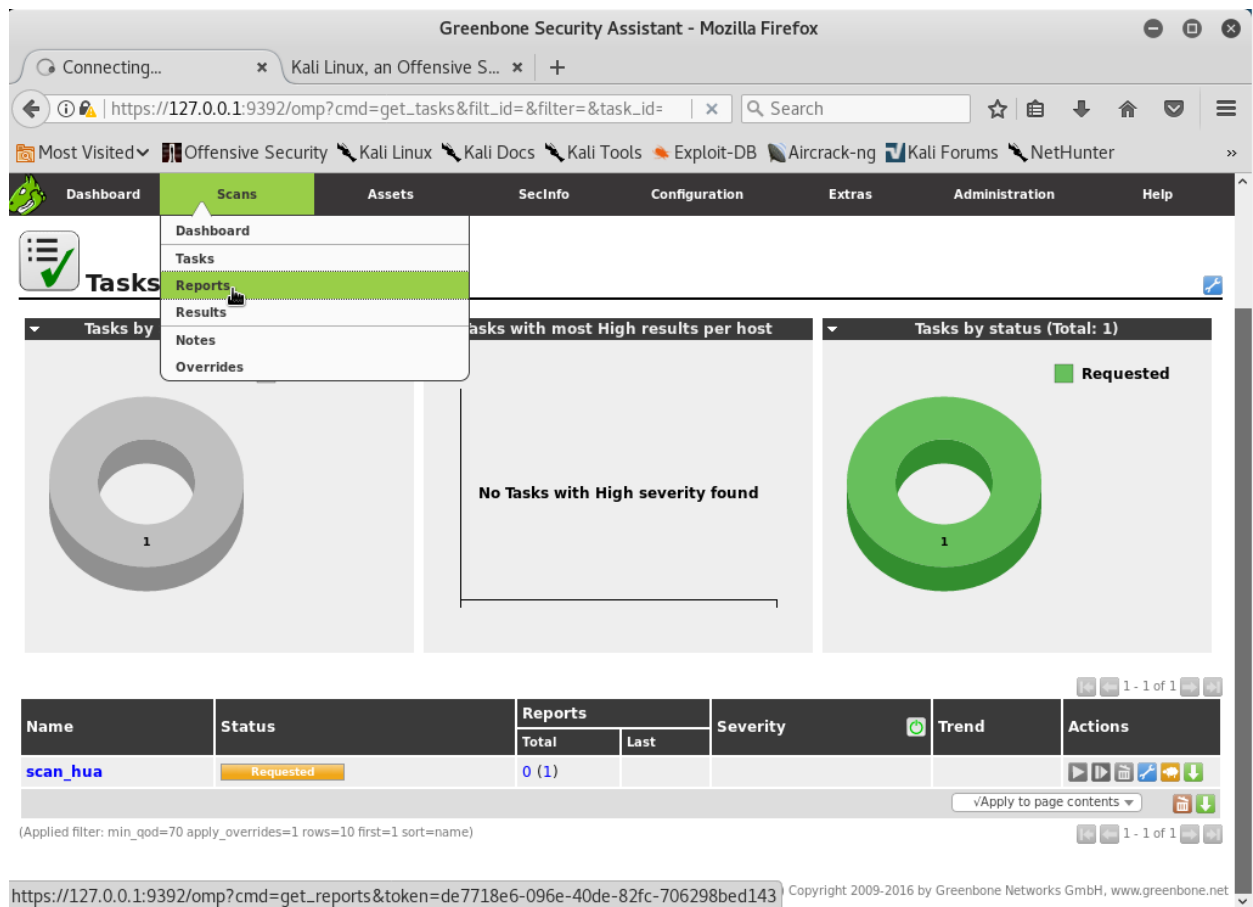 Greenbone Security Assistant - Mozilla Firefox
Connecting...
Kali Linux, an Offensive S...
https://127.0.0.1:9392/omp?cmd=get_tasks&filt_id=&filter=&task_id=
Search
Most Visited
Offensive Security
Kali Linux
Kali Docs
Kali Tools
Exploit-DB
Aircrack-ng
Kali Forums
NetHunter
»
Dashboard
Scans
Assets
SecInfo
Configuration
Extras
Administration
Help
Dashboard
Tasks
Reports
Results
Notes
Overrides
Tasks
Tasks by
asks with most High results per host
Tasks by status (Total: 1)
1
No Tasks with High severity found
Requested
1
1 - 1 of 1
Name
Status
Reports
Total
Last
Severity
Trend
Actions
scan_hua
Requested
0 (1)
√Apply to page contents
(Applied filter: min_qod=70 apply_overrides=1 rows=10 first=1 sort=name)
1 - 1 of 1
https://127.0.0.1:9392/omp?cmd=get_reports&token=de7718e6-096e-40de-82fc-706298bed143
Copyright 2009-2016 by Greenbone Networks GmbH, www.greenbone.net